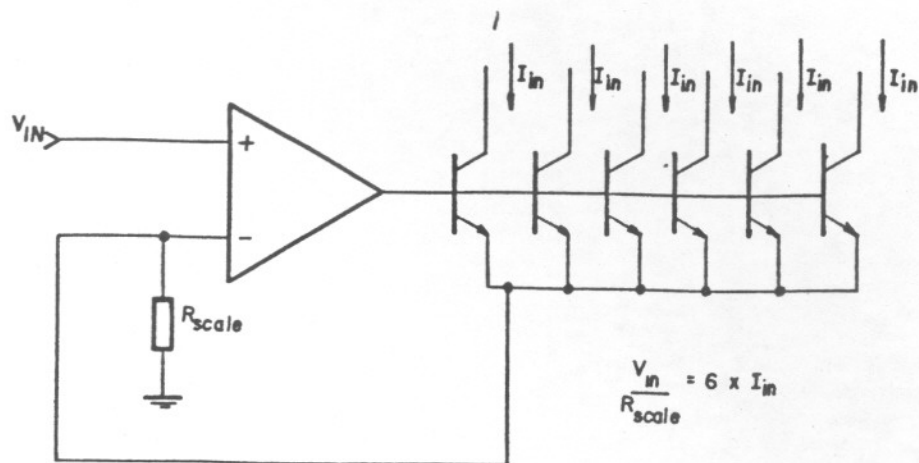 I_in I_in I_in I_in I_in I_in
V_IN
+
-
R_scale
V_in / R_scale = 6 x I_in